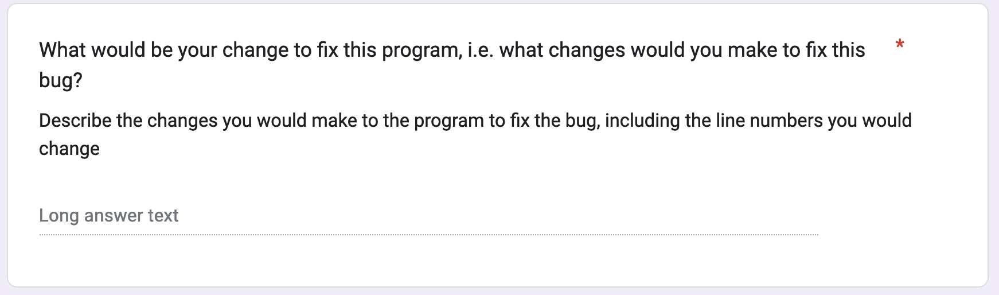 What would be your change to fix this program, i.e. what changes would you make to fix this *
bug?
Describe the changes you would make to the program to fix the bug, including the line numbers you would
change
Long answer text